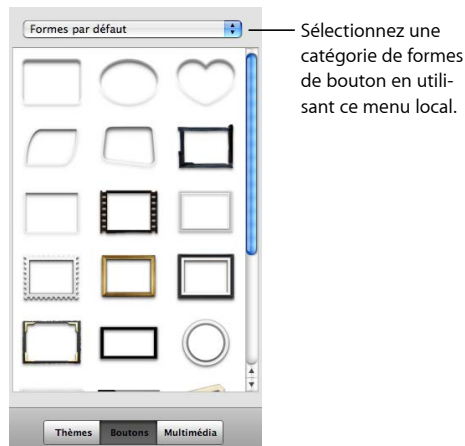 Formes par défaut
Sélectionnez une
catégorie de formes
de bouton en utili-
sant ce menu local.
Thèmes Boutons Multimédia